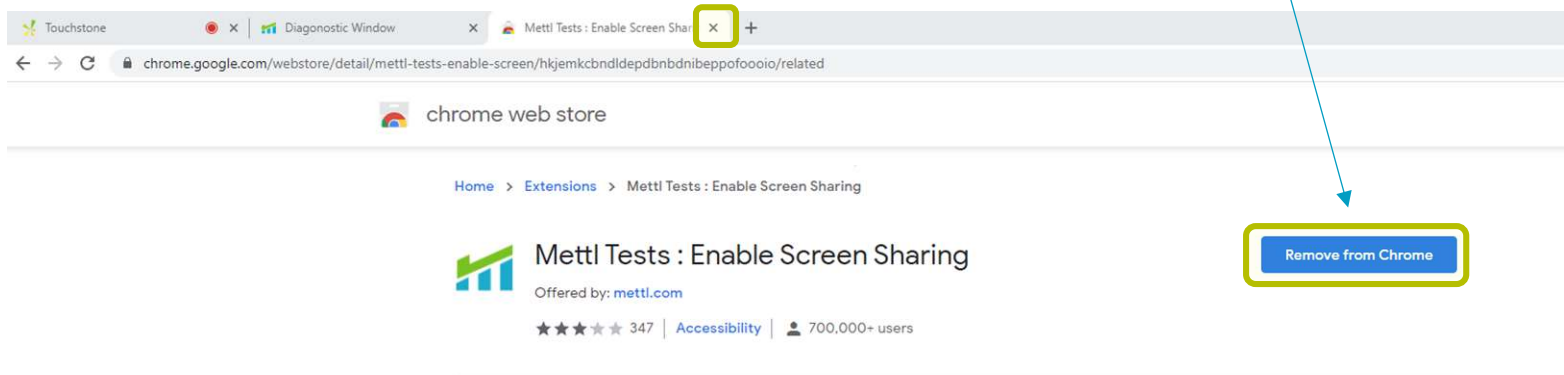 Touchstone
Diagonostic Window
Mettl Tests : Enable Screen Shar
chrome.google.com/webstore/detail/mettl-tests-enable-screen/hkjemkcbndldepdbnbdnibeppofoooio/related
chrome web store
Home > Extensions > Mettl Tests : Enable Screen Sharing
Mettl Tests : Enable Screen Sharing
Remove from Chrome
Offered by: mettl.com
347 | Accessibility | 700,000+ users